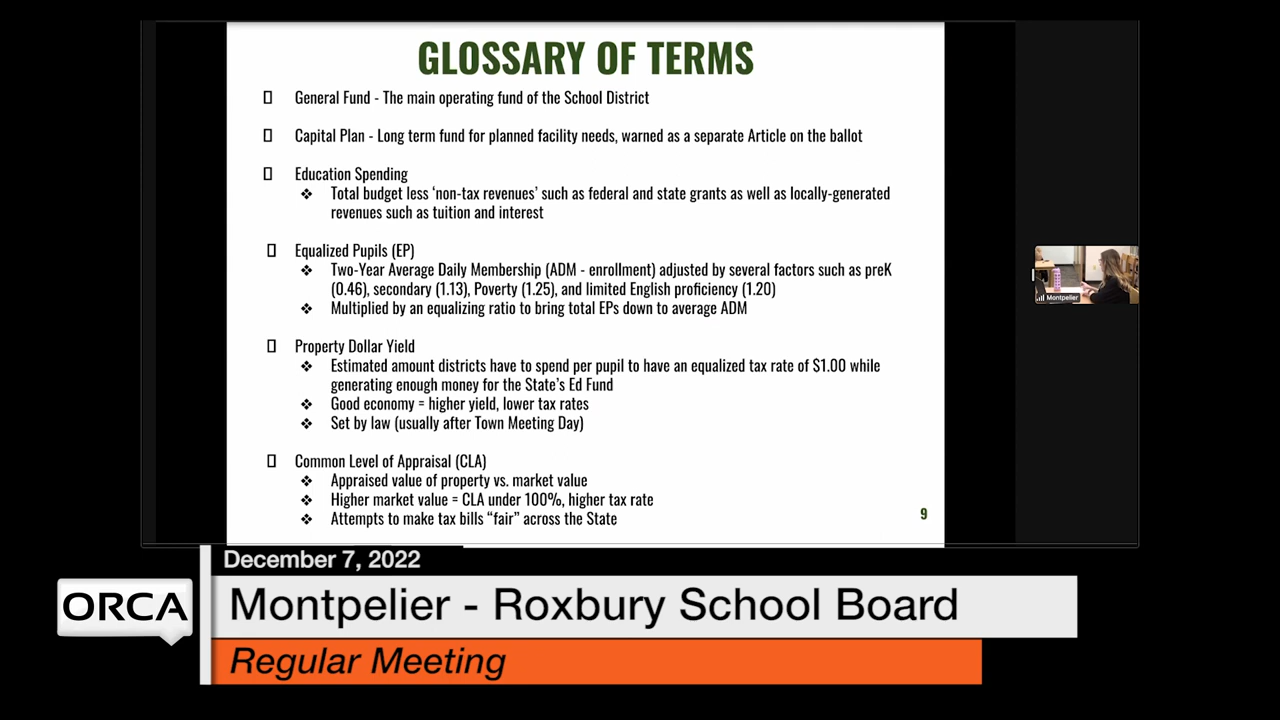 GLOSSARY OF TERMS
General Fund - The main operating fund of the School District
Capital Plan - Long term fund for planned facility needs, warned as a separate Article on the ballot
Education Spending
❖ Total budget less ‘non-tax revenues’ such as federal and state grants as well as locally-generated
revenues such as tuition and interest
Equalized Pupils (EP)
❖ Two-Year Average Daily Membership (ADM - enrollment) adjusted by several factors such as preK
(0.46), secondary (1.13), Poverty (1.25), and limited English proficiency (1.20)
❖ Multiplied by an equalizing ratio to bring total EPs down to average ADM
Property Dollar Yield
❖ Estimated amount districts have to spend per pupil to have an equalized tax rate of $1.00 while
generating enough money for the State’s Ed Fund
❖ Good economy = higher yield, lower tax rates
❖ Set by law (usually after Town Meeting Day)
Common Level of Appraisal (CLA)
❖ Appraised value of property vs. market value
❖ Higher market value = CLA under 100%, higher tax rate
❖ Attempts to make tax bills “fair” across the State
9
Montpelier
December 7, 2022
ORCA
Montpelier - Roxbury School Board
Regular Meeting